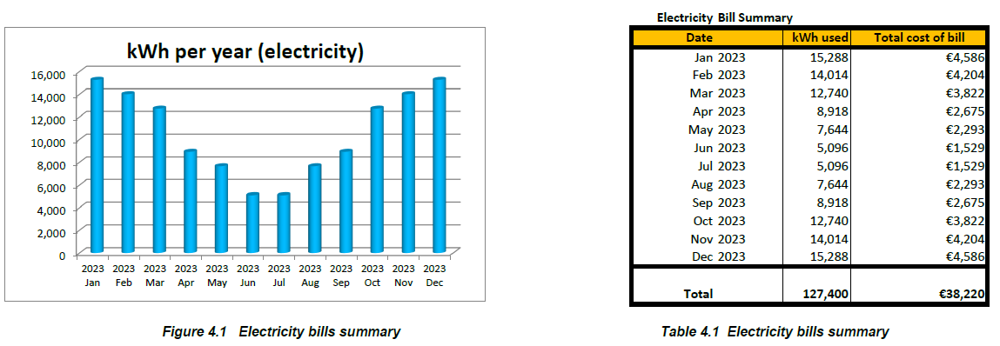 kWh per year (electricity)
16,000
14,000
12,000
10,000
8,000
6,000
4,000
2,000
0
2023 2023 2023 2023 2023 2023 2023 2023 2023 2023 2023 2023
Jan Feb Mar Apr May Jun Jul Aug Sep Oct Nov Dec
Figure 4.1 Electricity bills summary
Electricity Bill Summary
Date kWh used Total cost of bill
Jan 2023 15,288 €4,586
Feb 2023 14,014 €4,204
Mar 2023 12,740 €3,822
Apr 2023 8,918 €2,675
May 2023 7,644 €2,293
Jun 2023 5,096 €1,529
Jul 2023 5,096 €1,529
Aug 2023 7,644 €2,293
Sep 2023 8,918 €2,675
Oct 2023 12,740 €3,822
Nov 2023 14,014 €4,204
Dec 2023 15,288 €4,586
Total 127,400 €38,220
Table 4.1 Electricity bills summary